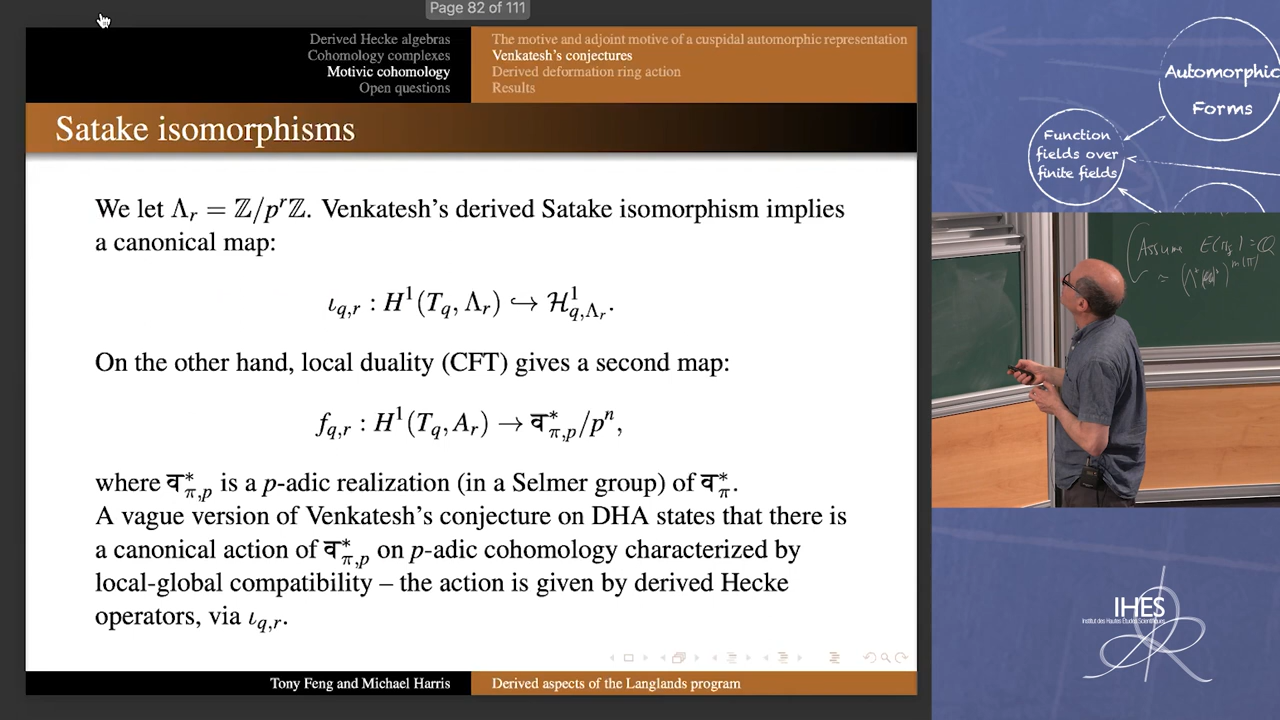 Page 82 of 111
Derived Hecke algebras
Cohomology complexes
Motivic cohomology
Open questions
The motive and adjoint motive of a cuspidal automorphic representation
Venkatesh's conjectures
Derived deformation ring action
Results
Satake isomorphisms
We let Λ_r = ℤ/p^rℤ. Venkatesh's derived Satake isomorphism implies
a canonical map:
ι_{q,r} : H^1(T_q, Λ_r) ↪ ℋ^1_{q,Λ_r}.
On the other hand, local duality (CFT) gives a second map:
f_{q,r} : H^1(T_q, A_r) → व^*_{π,p}/p^n,
where व^*_{π,p} is a p-adic realization (in a Selmer group) of व^*_π.
A vague version of Venkatesh's conjecture on DHA states that there is
a canonical action of व^*_{π,p} on p-adic cohomology characterized by
local-global compatibility – the action is given by derived Hecke
operators, via ι_{q,r}.
Tony Feng and Michael Harris
Derived aspects of the Langlands program
Automorphic
Forms
Function
fields over
finite fields
Assume E(π_f) = Q
IHES
Institut des Hautes Études Scientifiques